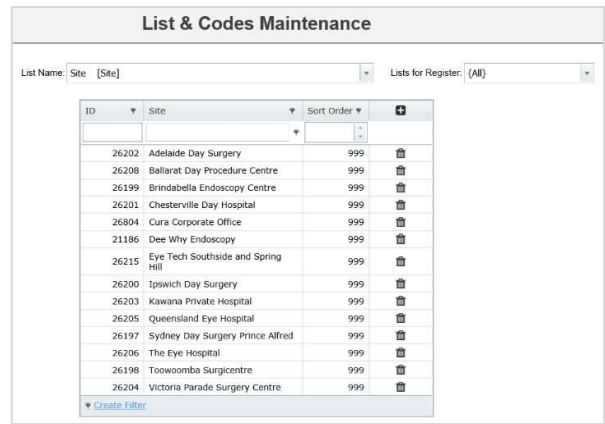 List & Codes Maintenance
List Name: Site [Site] Lists for Register: {All}
ID Site Sort Order
26202 Adelaide Day Surgery 999
26208 Ballarat Day Procedure Centre 999
26199 Brindabella Endoscopy Centre 999
26201 Chesterville Day Hospital 999
26804 Cura Corporate Office 999
21186 Dee Why Endoscopy 999
26215 Eye Tech Southside and Spring 999
Hill
26200 Ipswich Day Surgery 999
26203 Kawana Private Hospital 999
26205 Queensland Eye Hospital 999
26197 Sydney Day Surgery Prince Alfred 999
26206 The Eye Hospital 999
26198 Toowoomba Surgicentre 999
26204 Victoria Parade Surgery Centre 999
Create Filter